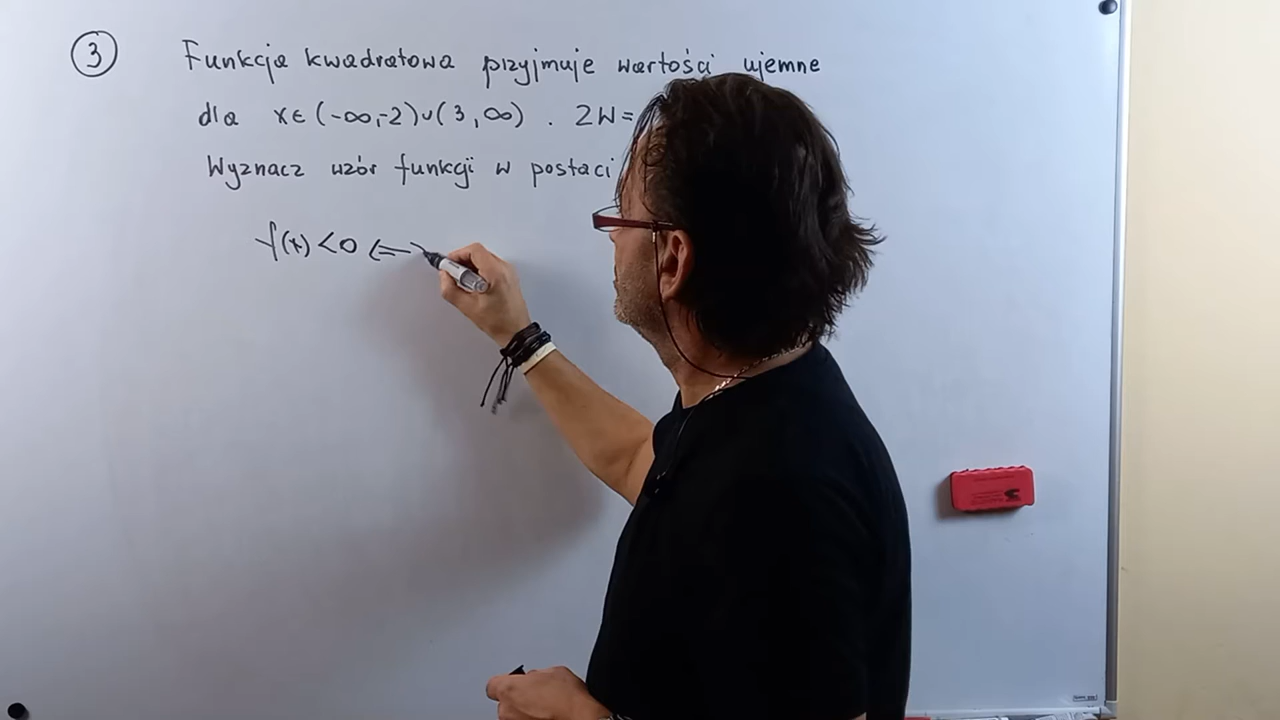 3 Funkcja kwadratowa przyjmuje wartości ujemne
dla x∈(-∞,-2)∪(3,∞). ZW=
Wyznacz wzór funkcji w postaci
f(x)<0 <=>